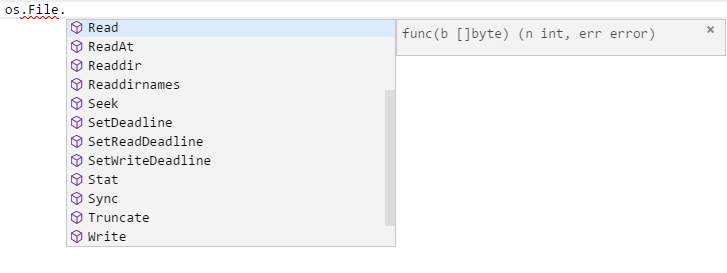 os.File.
Read
func(b []byte) (n int, err error)
ReadAt
Readdir
Readdirnames
Seek
SetDeadline
SetReadDeadline
SetWriteDeadline
Stat
Sync
Truncate
Write